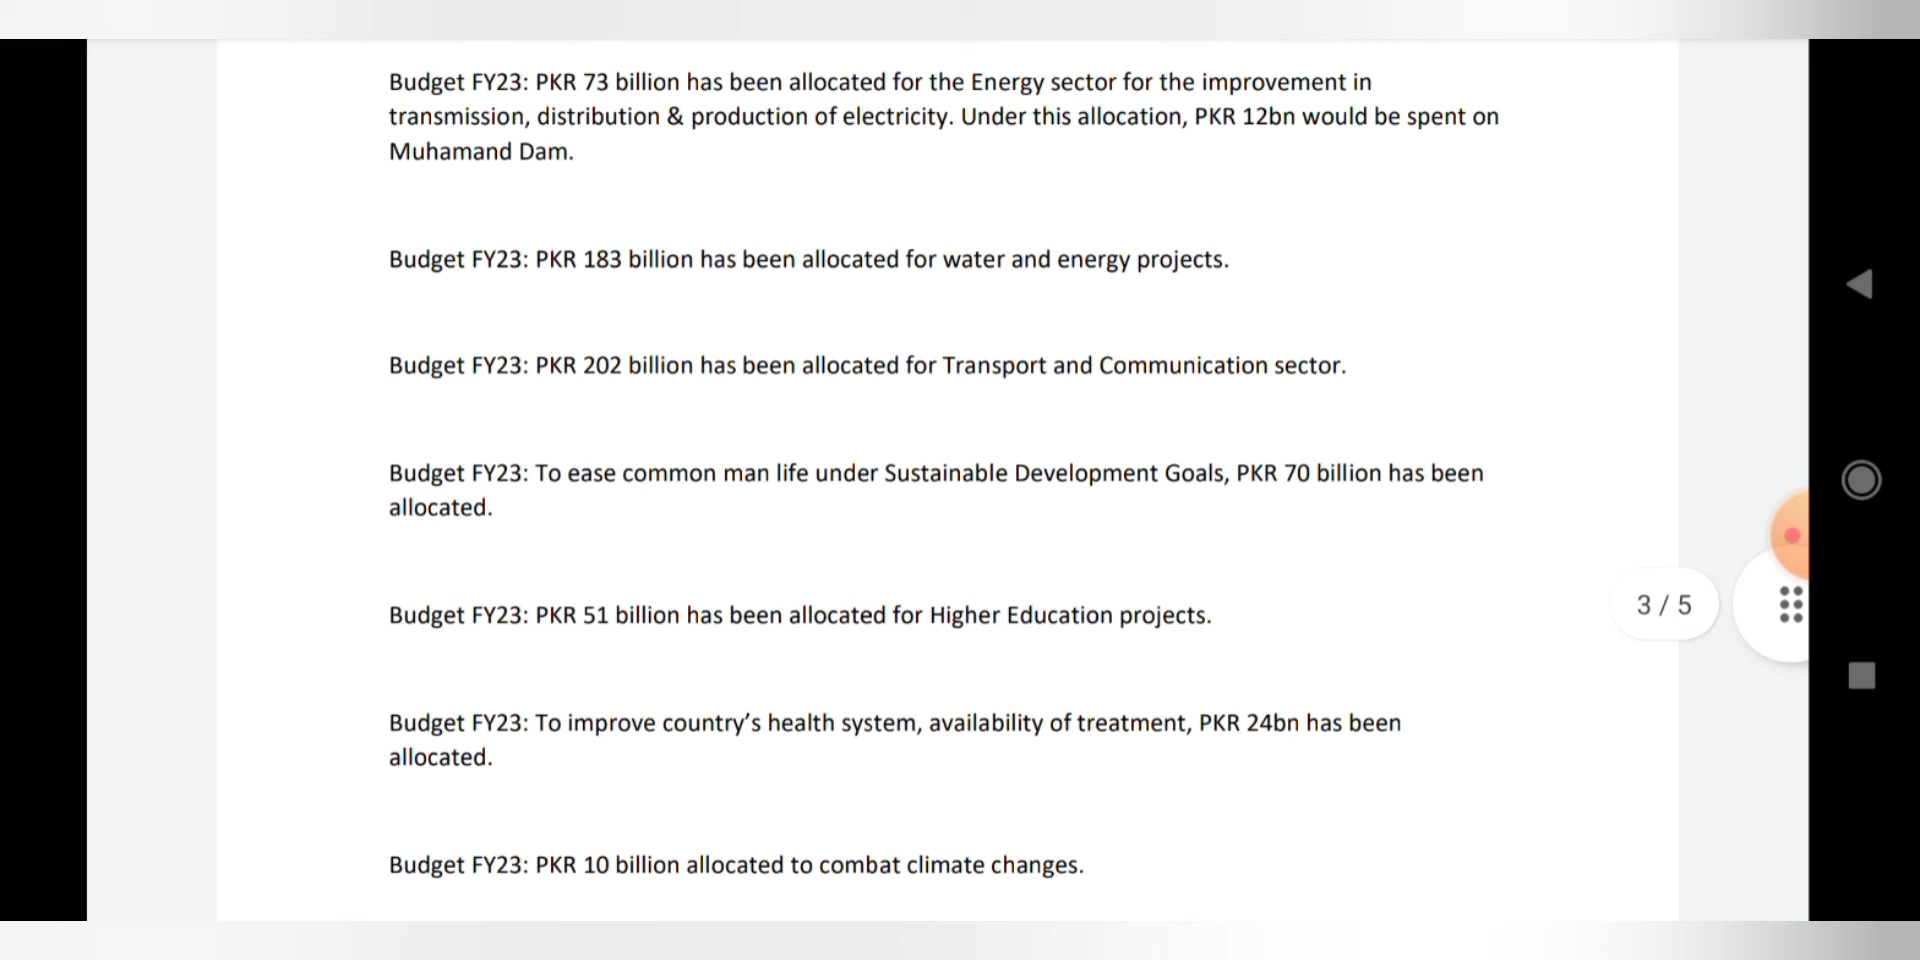 Budget FY23: PKR 73 billion has been allocated for the Energy sector for the improvement in
transmission, distribution & production of electricity. Under this allocation, PKR 12bn would be spent on
Muhamand Dam.
Budget FY23: PKR 183 billion has been allocated for water and energy projects.
Budget FY23: PKR 202 billion has been allocated for Transport and Communication sector.
Budget FY23: To ease common man life under Sustainable Development Goals, PKR 70 billion has been
allocated.
Budget FY23: PKR 51 billion has been allocated for Higher Education projects.
3 / 5
Budget FY23: To improve country’s health system, availability of treatment, PKR 24bn has been
allocated.
Budget FY23: PKR 10 billion allocated to combat climate changes.